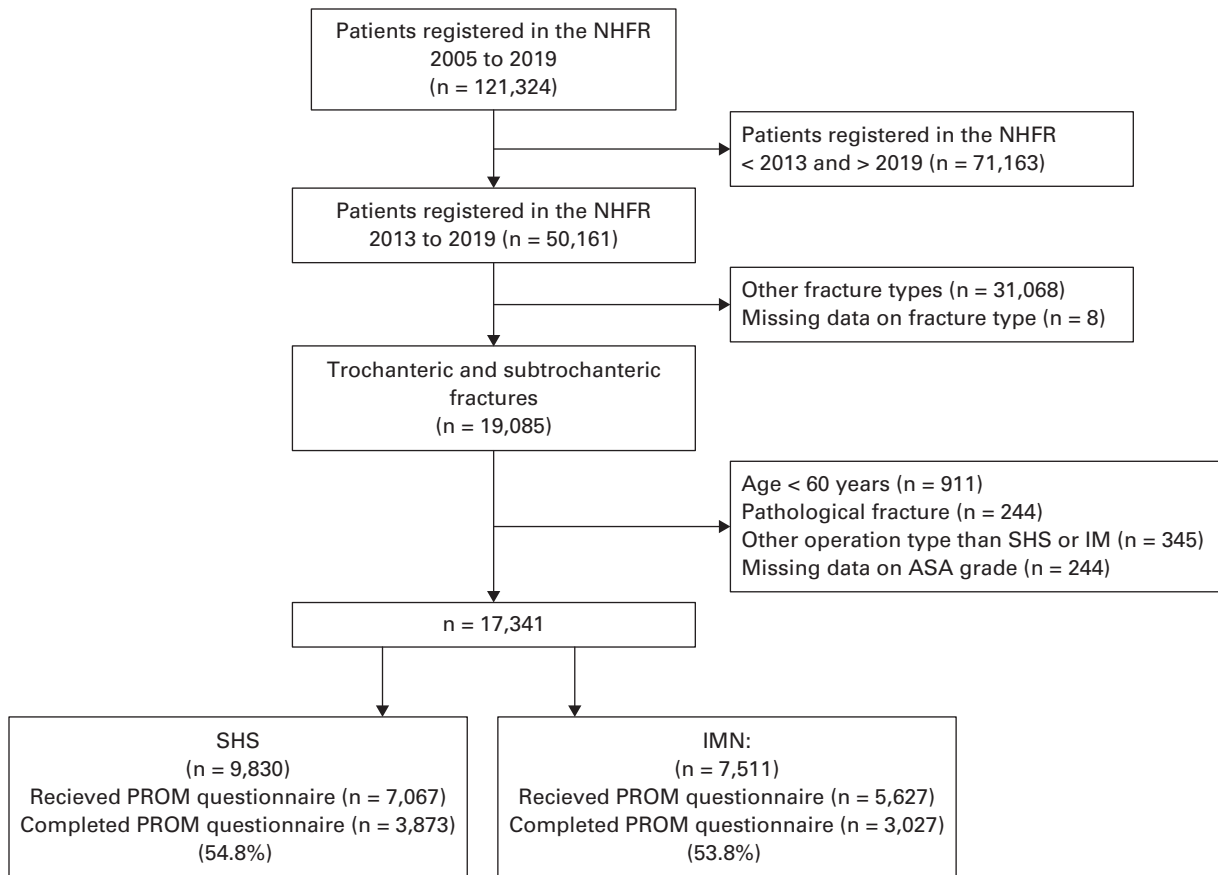 Patients registered in the NHFR
2005 to 2019
(n = 121,324)
Patients registered in the NHFR
< 2013 and > 2019 (n = 71,163)
Patients registered in the NHFR
2013 to 2019 (n = 50,161)
Other fracture types (n = 31,068)
Missing data on fracture type (n = 8)
Trochanteric and subtrochanteric
fractures
(n = 19,085)
Age < 60 years (n = 911)
Pathological fracture (n = 244)
Other operation type than SHS or IM (n = 345)
Missing data on ASA grade (n = 244)
n = 17,341
SHS
(n = 9,830)
Recieved PROM questionnaire (n = 7,067)
Completed PROM questionnaire (n = 3,873)
(54.8%)
IMN:
(n = 7,511)
Recieved PROM questionnaire (n = 5,627)
Completed PROM questionnaire (n = 3,027)
(53.8%)